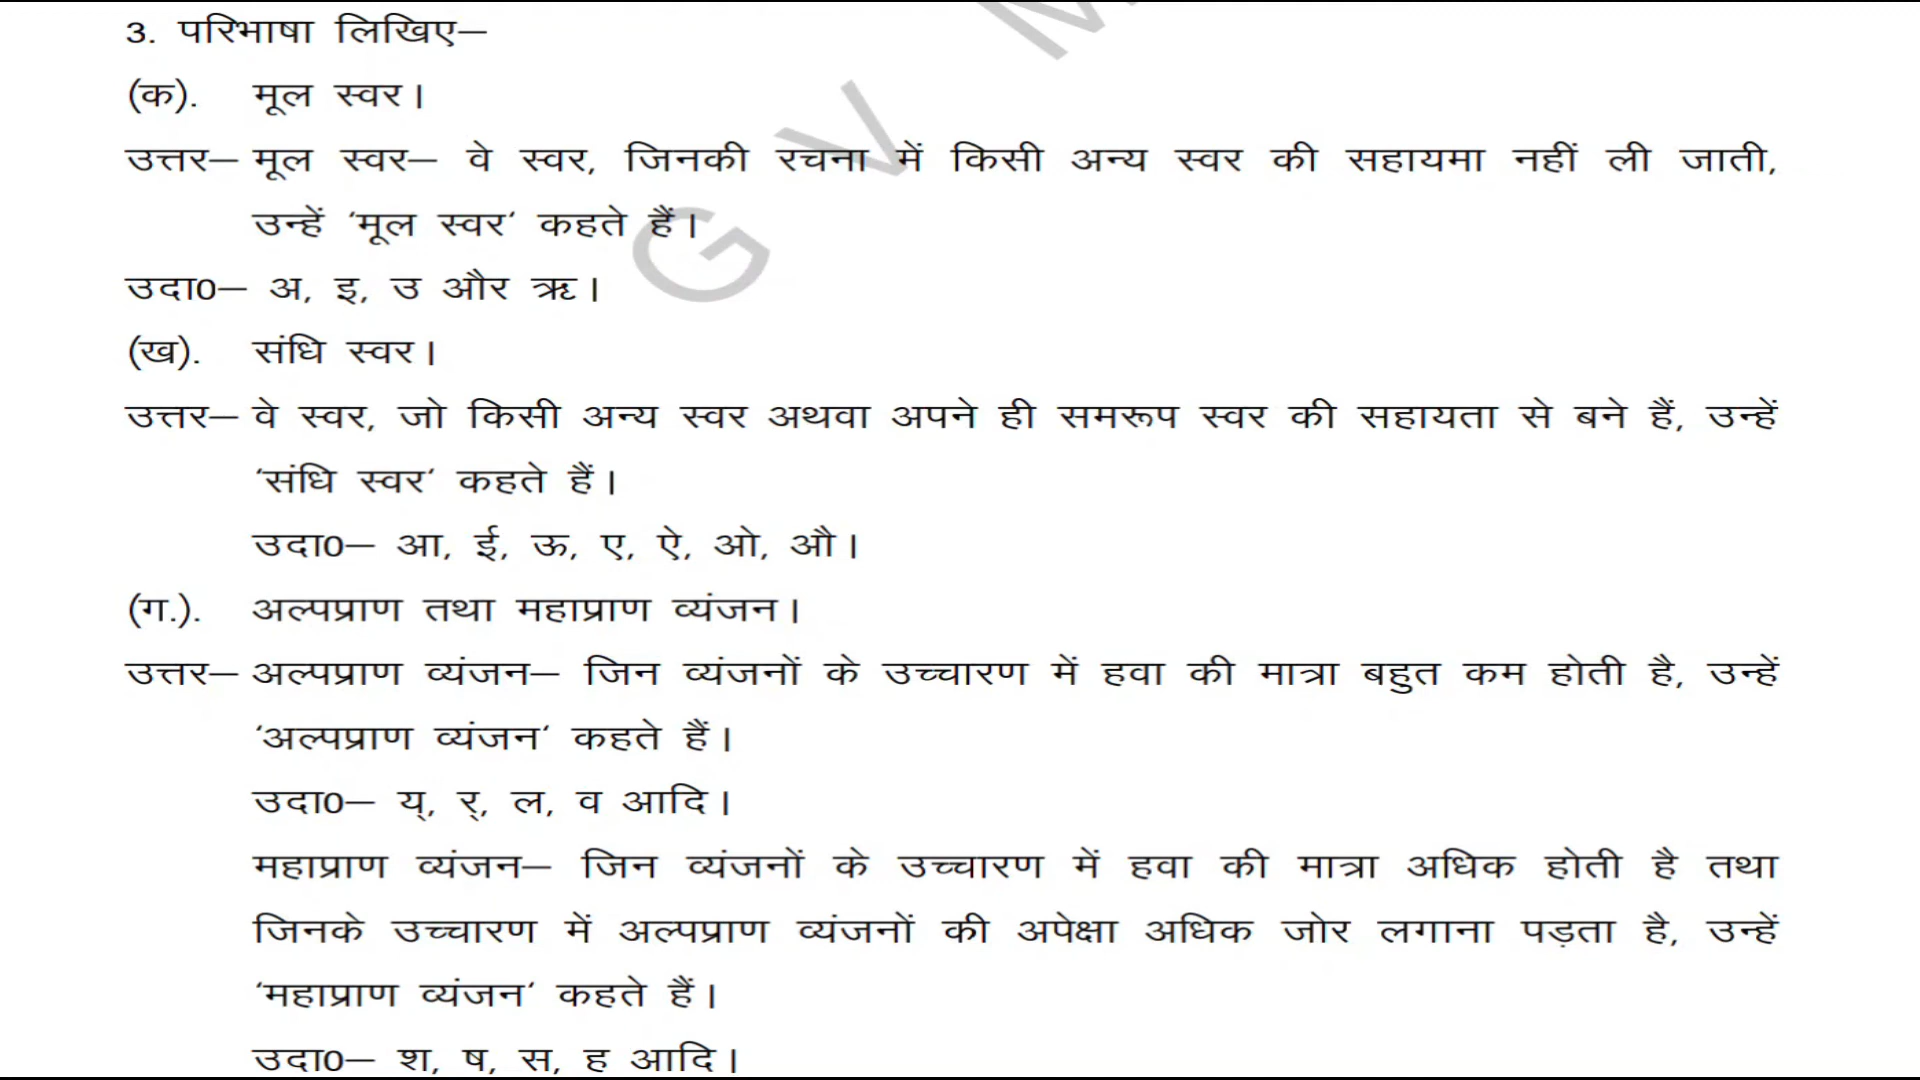 3. परिभाषा लिखिए—
(क). मूल स्वर।
उत्तर— मूल स्वर— वे स्वर, जिनकी रचना में किसी अन्य स्वर की सहायमा नहीं ली जाती,
उन्हें ‘मूल स्वर‘ कहते हैं।
उदा0— अ, इ, उ और ऋ।
(ख). संधि स्वर।
उत्तर— वे स्वर, जो किसी अन्य स्वर अथवा अपने ही समरूप स्वर की सहायता से बने हैं, उन्हें
‘संधि स्वर‘ कहते हैं।
उदा0— आ, ई, ऊ, ए, ऐ, ओ, औ।
(ग.). अल्पप्राण तथा महाप्राण व्यंजन।
उत्तर— अल्पप्राण व्यंजन— जिन व्यंजनों के उच्चारण में हवा की मात्रा बहुत कम होती है, उन्हें
‘अल्पप्राण व्यंजन‘ कहते हैं।
उदा0— य्, र्, ल, व आदि।
महाप्राण व्यंजन— जिन व्यंजनों के उच्चारण में हवा की मात्रा अधिक होती है तथा
जिनके उच्चारण में अल्पप्राण व्यंजनों की अपेक्षा अधिक जोर लगाना पड़ता है, उन्हें
‘महाप्राण व्यंजन‘ कहते हैं।
उदा0— श, ष, स, ह आदि।
G V M